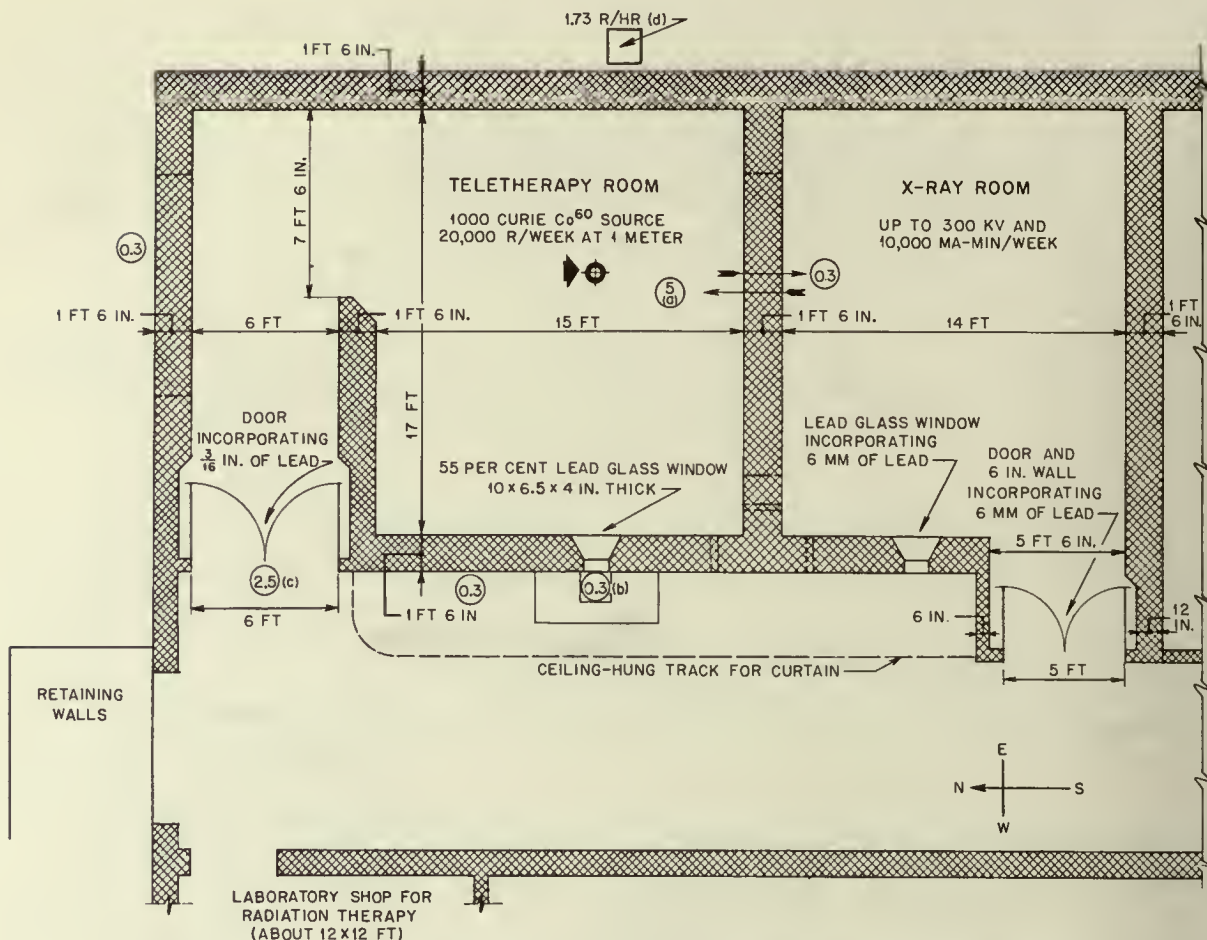 1.73 R/HR (d)
1 FT 6 IN.
7 FT 6 IN.
TELETHERAPY ROOM
1000 CURIE Co60 SOURCE
20,000 R/WEEK AT 1 METER
X-RAY ROOM
UP TO 300 KV AND
10,000 MA-MIN/WEEK
0.3
5
(a)
0.3
1 FT 6 IN.
6 FT
1 FT 6 IN.
15 FT
1 FT 6 IN.
14 FT
1 FT
6 IN.
17 FT
DOOR
INCORPORATING
3/16 IN. OF LEAD
55 PER CENT LEAD GLASS WINDOW
10 x 6.5 x 4 IN. THICK
LEAD GLASS WINDOW
INCORPORATING
6 MM OF LEAD
DOOR AND
6 IN. WALL
INCORPORATING
6 MM OF LEAD
5 FT 6 IN.
2.5 (c)
0.3
0.3 (b)
6 FT
1 FT 6 IN
6 IN.
12
IN.
CEILING-HUNG TRACK FOR CURTAIN
5 FT
RETAINING
WALLS
E
N
S
W
LABORATORY SHOP FOR
RADIATION THERAPY
(ABOUT 12 X 12 FT)